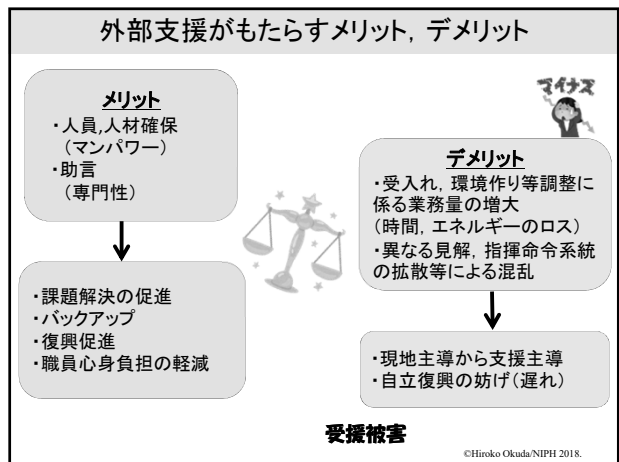 外部支援がもたらすメリット，デメリット
メリット
・人員,人材確保
（マンパワー）
・助言
（専門性）
・課題解決の促進
・バックアップ
・復興促進
・職員心身負担の軽減
マイナス
デメリット
・受入れ，環境作り等調整に
係る業務量の増大
（時間，エネルギーのロス）
・異なる見解，指揮命令系統
の拡散等による混乱
・現地主導から支援主導
・自立復興の妨げ（遅れ）
受援被害
©Hiroko Okuda/NIPH 2018.